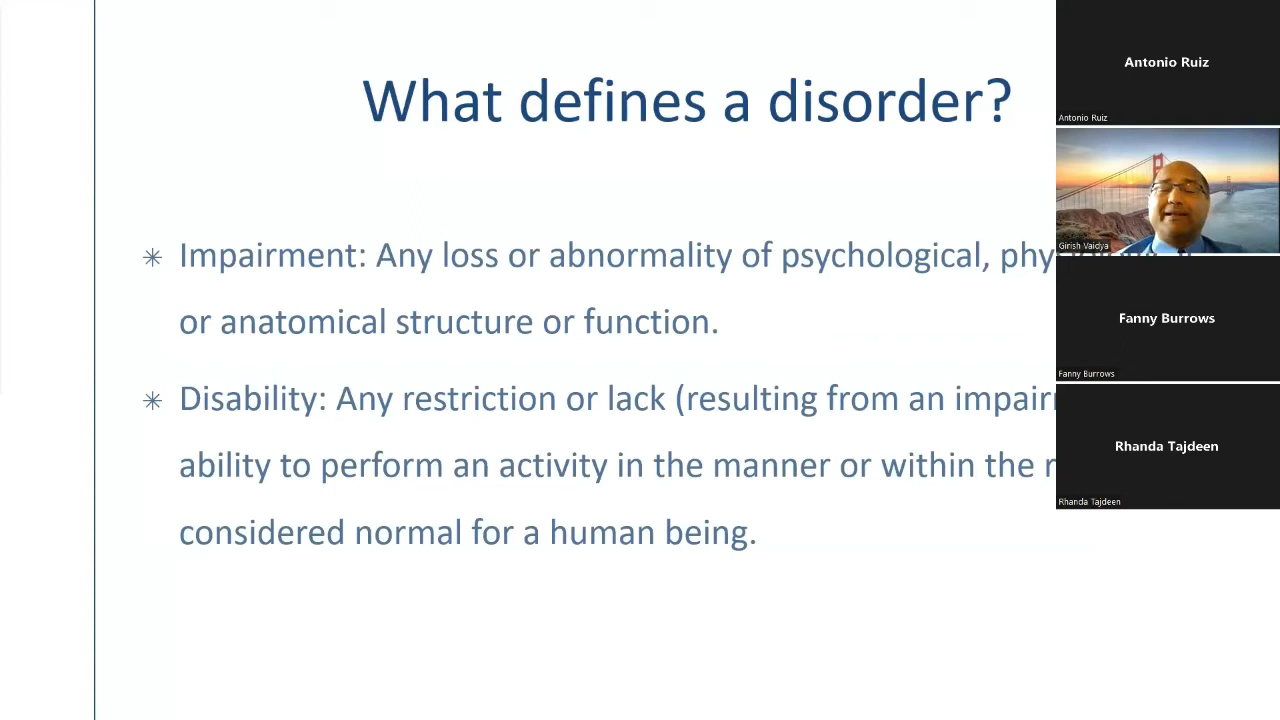 What defines a disorder?
Impairment: Any loss or abnormality of psychological,
or anatomical structure or function.
Disability: Any restriction or lack (resulting from an
ability to perform an activity in the manner or within the
considered normal for a human being.
Antonio Ruiz
Antonio Ruiz
Girish Vaidya
Fanny Burrows
Fanny Burrows
Rhanda Tajdeen
Rhanda Tajdeen